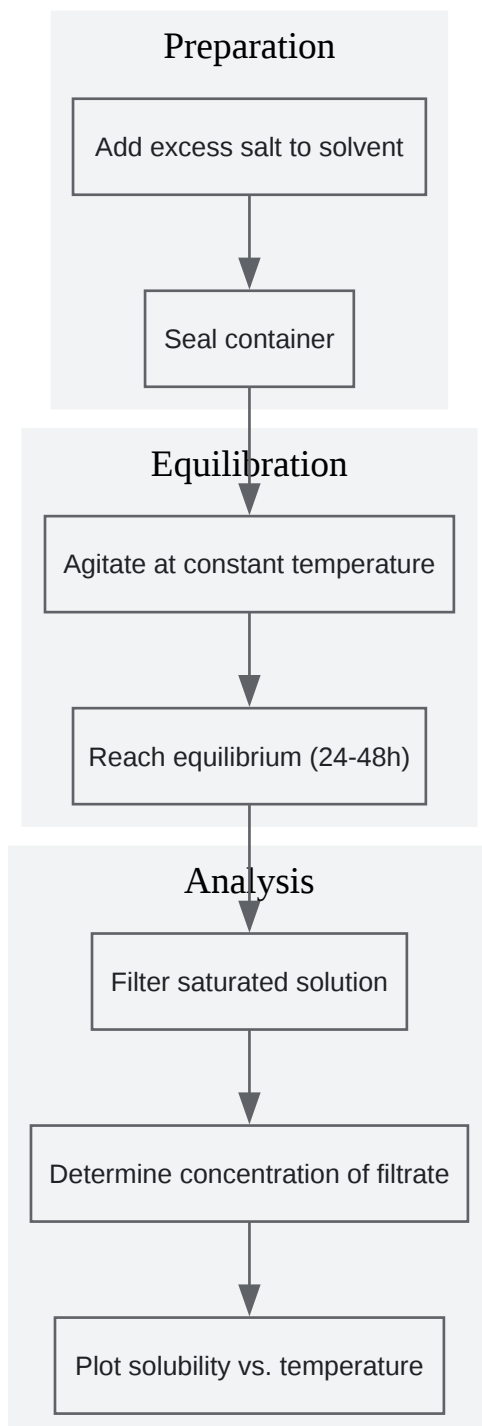 Preparation
Add excess salt to solvent
Seal container
Equilibration
Agitate at constant temperature
Reach equilibrium (24-48h)
Analysis
Filter saturated solution
Determine concentration of filtrate
Plot solubility vs. temperature